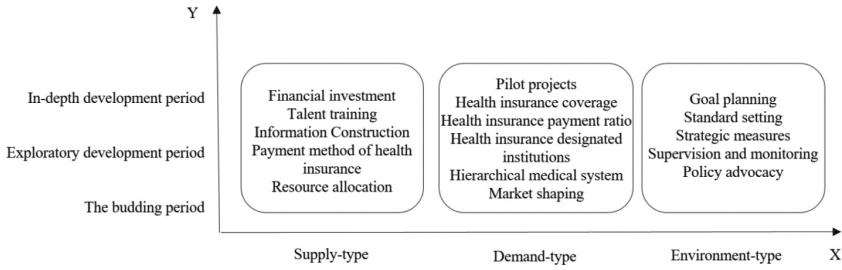 Y
In-depth development period
Exploratory development period
The budding period
Financial investment
Talent training
Information Construction
Payment method of health
insurance
Resource allocation
Pilot projects
Health insurance coverage
Health insurance payment ratio
Health insurance designated
institutions
Hierarchical medical system
Market shaping
Goal planning
Standard setting
Strategic measures
Supervision and monitoring
Policy advocacy
Supply-type
Demand-type
Environment-type
X